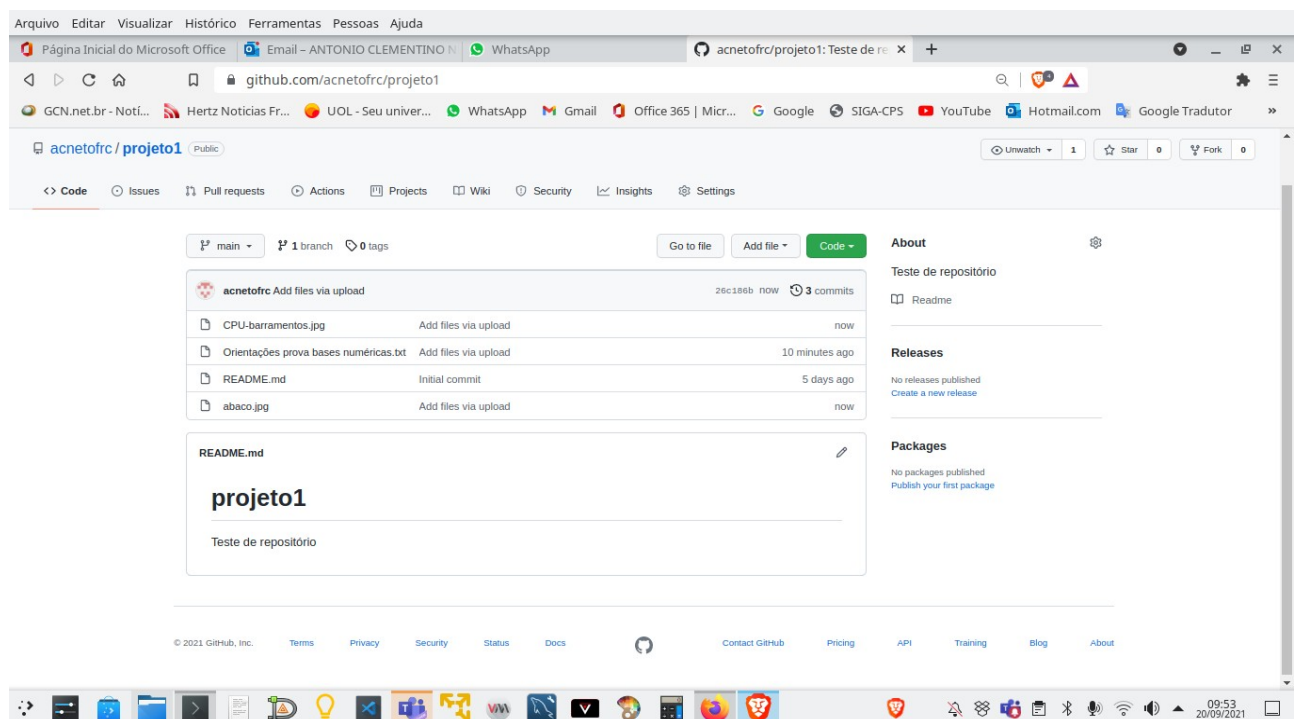 Arquivo Editar Visualizar Histórico Ferramentas Pessoas Ajuda
Página Inicial do Microsoft Office Email – ANTONIO CLEMENTINO N WhatsApp acnetofrc/projeto1: Teste de re
github.com/acnetofrc/projeto1
GCN.net.br - Notí... Hertz Noticias Fr... UOL - Seu univer... WhatsApp Gmail Office 365 | Micr... Google SIGA-CPS YouTube Hotmail.com Google Tradutor »
acnetofrc / projeto1 Public Unwatch 1 Star 0 Fork 0
Code Issues Pull requests Actions Projects Wiki Security Insights Settings
main 1 branch 0 tags Go to file Add file Code About
Teste de repositório
acnetofrc Add files via upload 26c186b now 3 commits
Readme
CPU-barramentos.jpg Add files via upload now
Orientações prova bases numéricas.txt Add files via upload 10 minutes ago
Releases
README.md Initial commit 5 days ago
No releases published
Create a new release
abaco.jpg Add files via upload now
README.md
Packages
No packages published
Publish your first package
projeto1
Teste de repositório
© 2021 GitHub, Inc. Terms Privacy Security Status Docs Contact GitHub Pricing API Training Blog About
09:53
20/09/2021